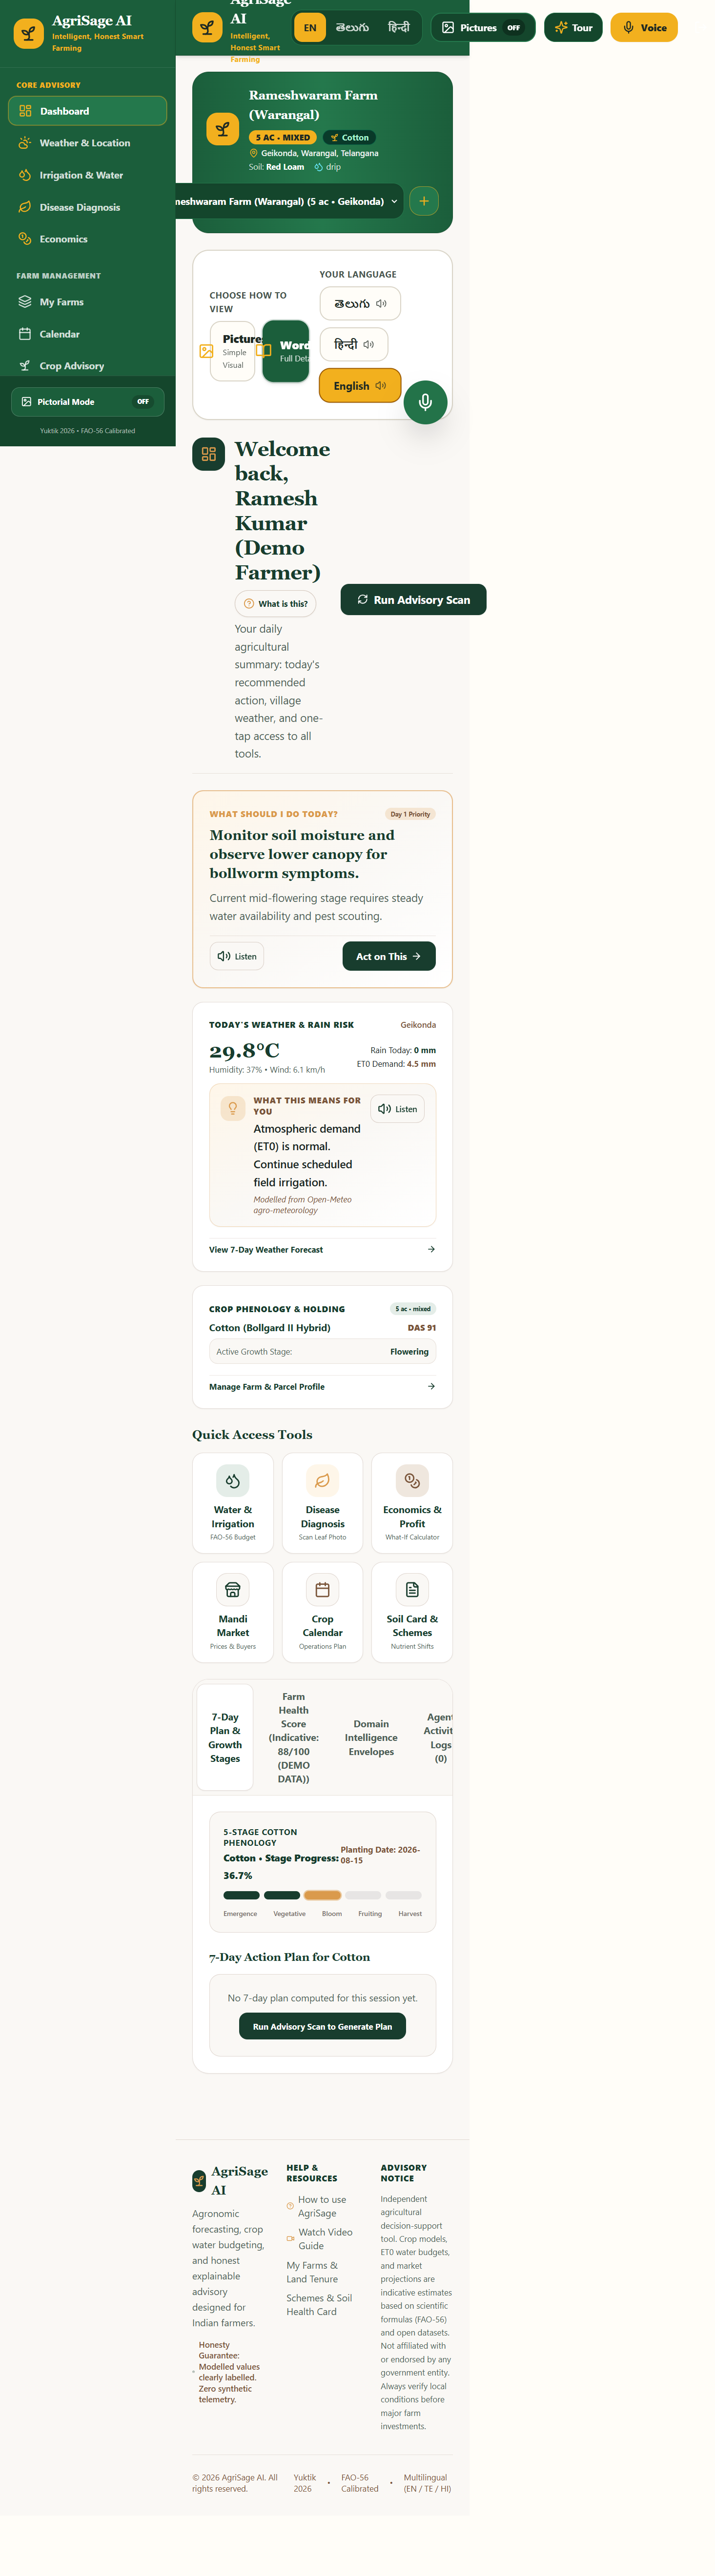 AgriSage AI
Intelligent, Honest Smart
Farming
CORE ADVISORY
Dashboard
Weather & Location
Irrigation & Water
Disease Diagnosis
Economics
FARM MANAGEMENT
My Farms
Calendar
Crop Advisory
Pictorial Mode
OFF
Yuktik 2026 • FAO-56 Calibrated
AgriSage
AI
Intelligent,
Honest Smart
Farming
EN
తెలుగు
हिन्दी
Pictures
OFF
Tour
Voice
Rameshwaram Farm
(Warangal)
5 AC • MIXED
Cotton
Geikonda, Warangal, Telangana
Soil: Red Loam
drip
neshwaram Farm (Warangal) (5 ac • Geikonda)
CHOOSE HOW TO
VIEW
Pictures
Simple
Visual
Word
Full Deta
YOUR LANGUAGE
తెలుగు
हिन्दी
English
Welcome
back,
Ramesh
Kumar
(Demo
Farmer)
What is this?
Your daily
agricultural
summary: today's
recommended
action, village
weather, and one-
tap access to all
tools.
Run Advisory Scan
WHAT SHOULD I DO TODAY?
Day 1 Priority
Monitor soil moisture and
observe lower canopy for
bollworm symptoms.
Current mid-flowering stage requires steady
water availability and pest scouting.
Listen
Act on This
TODAY'S WEATHER & RAIN RISK
Geikonda
29.8°C
Humidity: 37% • Wind: 6.1 km/h
Rain Today: 0 mm
ET0 Demand: 4.5 mm
WHAT THIS MEANS FOR
YOU
Listen
Atmospheric demand
(ET0) is normal.
Continue scheduled
field irrigation.
Modelled from Open-Meteo
agro-meteorology
View 7-Day Weather Forecast
CROP PHENOLOGY & HOLDING
5 ac • mixed
Cotton (Bollgard II Hybrid)
DAS 91
Active Growth Stage:
Flowering
Manage Farm & Parcel Profile
Quick Access Tools
Water &
Irrigation
FAO-56 Budget
Disease
Diagnosis
Scan Leaf Photo
Economics &
Profit
What-If Calculator
Mandi
Market
Prices & Buyers
Crop
Calendar
Operations Plan
Soil Card &
Schemes
Nutrient Shifts
7-Day
Plan &
Growth
Stages
Farm
Health
Score
(Indicative:
88/100
(DEMO
DATA))
Domain
Intelligence
Envelopes
Agent
Activit
Logs
(0)
5-STAGE COTTON
PHENOLOGY
Cotton • Stage Progress:
36.7%
Planting Date: 2026-
08-15
Emergence
Vegetative
Bloom
Fruiting
Harvest
7-Day Action Plan for Cotton
No 7-day plan computed for this session yet.
Run Advisory Scan to Generate Plan
AgriSage
AI
Agronomic
forecasting, crop
water budgeting,
and honest
explainable
advisory
designed for
Indian farmers.
Honesty
Guarantee:
Modelled values
clearly labelled.
Zero synthetic
telemetry.
HELP &
RESOURCES
How to use
AgriSage
Watch Video
Guide
My Farms &
Land Tenure
Schemes & Soil
Health Card
ADVISORY
NOTICE
Independent
agricultural
decision-support
tool. Crop models,
ET0 water budgets,
and market
projections are
indicative estimates
based on scientific
formulas (FAO-56)
and open datasets.
Not affiliated with
or endorsed by any
government entity.
Always verify local
conditions before
major farm
investments.
© 2026 AgriSage AI. All
rights reserved.
Yuktik
2026
•
FAO-56
Calibrated
•
Multilingual
(EN / TE / HI)